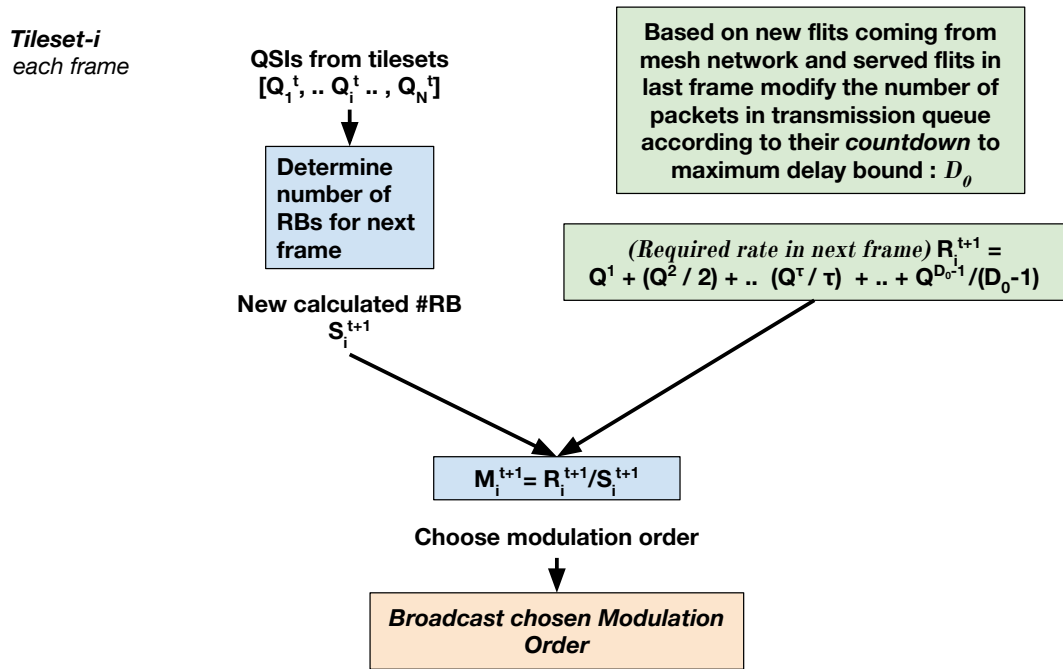 Tileset-i
each frame
QSIs from tilesets
[Q₁ᵗ, .. Qᵢᵗ .. , Q_Nᵗ]
Determine
number of
RBs for next
frame
New calculated #RB
Sᵢᵗ⁺¹
Based on new flits coming from
mesh network and served flits in
last frame modify the number of
packets in transmission queue
according to their countdown to
maximum delay bound : D₀
(Required rate in next frame) Rᵢᵗ⁺¹ =
Q¹ + (Q² / 2) + .. (Q^τ / τ) + .. + Q^D₀-1/(D₀-1)
Mᵢᵗ⁺¹= Rᵢᵗ⁺¹/Sᵢᵗ⁺¹
Choose modulation order
Broadcast chosen Modulation
Order